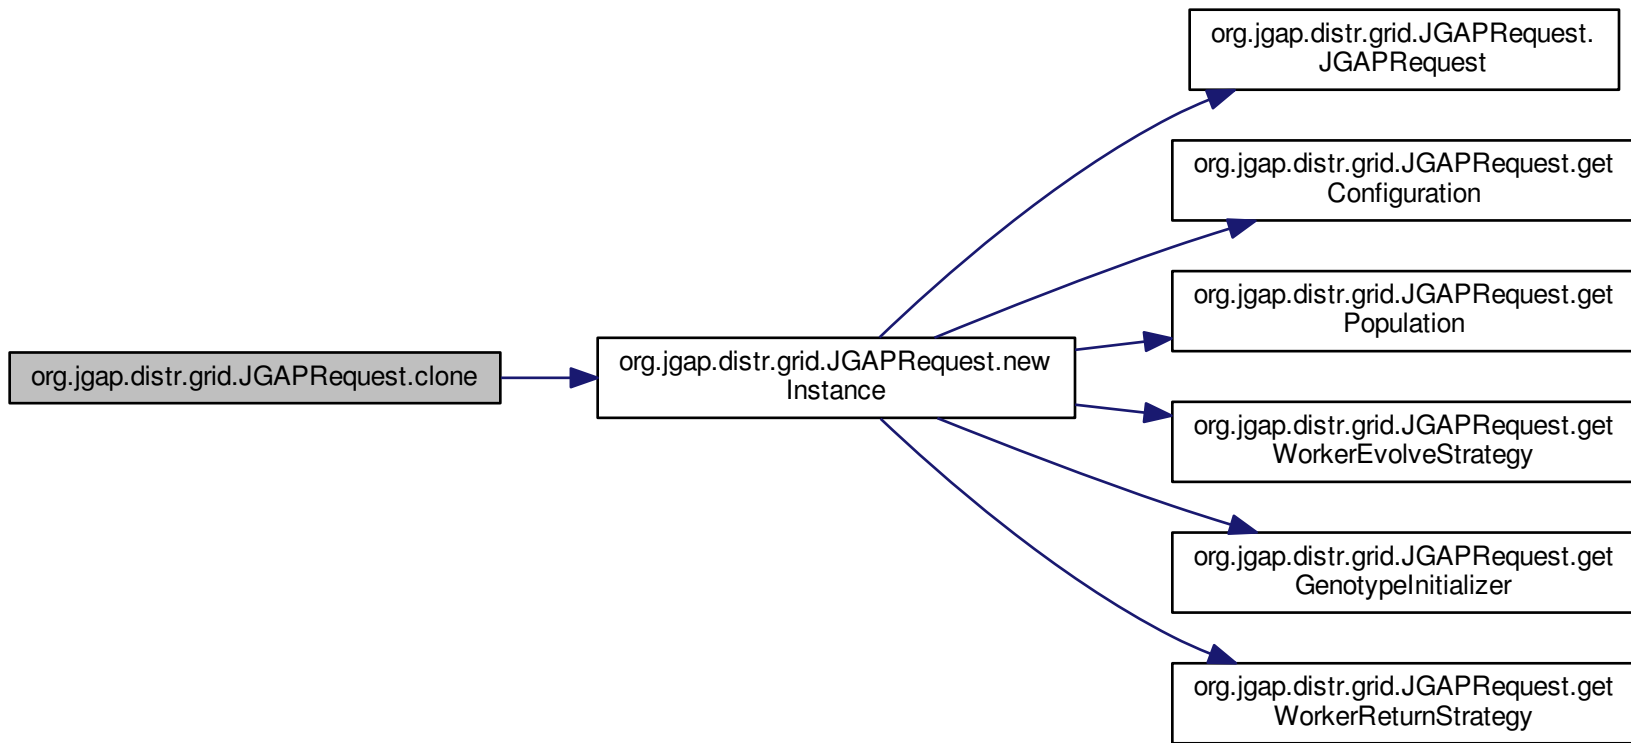 org.jgap.distr.grid.JGAPRequest.clone
org.jgap.distr.grid.JGAPRequest.new
Instance
org.jgap.distr.grid.JGAPRequest.
JGAPRequest
org.jgap.distr.grid.JGAPRequest.get
Configuration
org.jgap.distr.grid.JGAPRequest.get
Population
org.jgap.distr.grid.JGAPRequest.get
WorkerEvolveStrategy
org.jgap.distr.grid.JGAPRequest.get
GenotypeInitializer
org.jgap.distr.grid.JGAPRequest.get
WorkerReturnStrategy